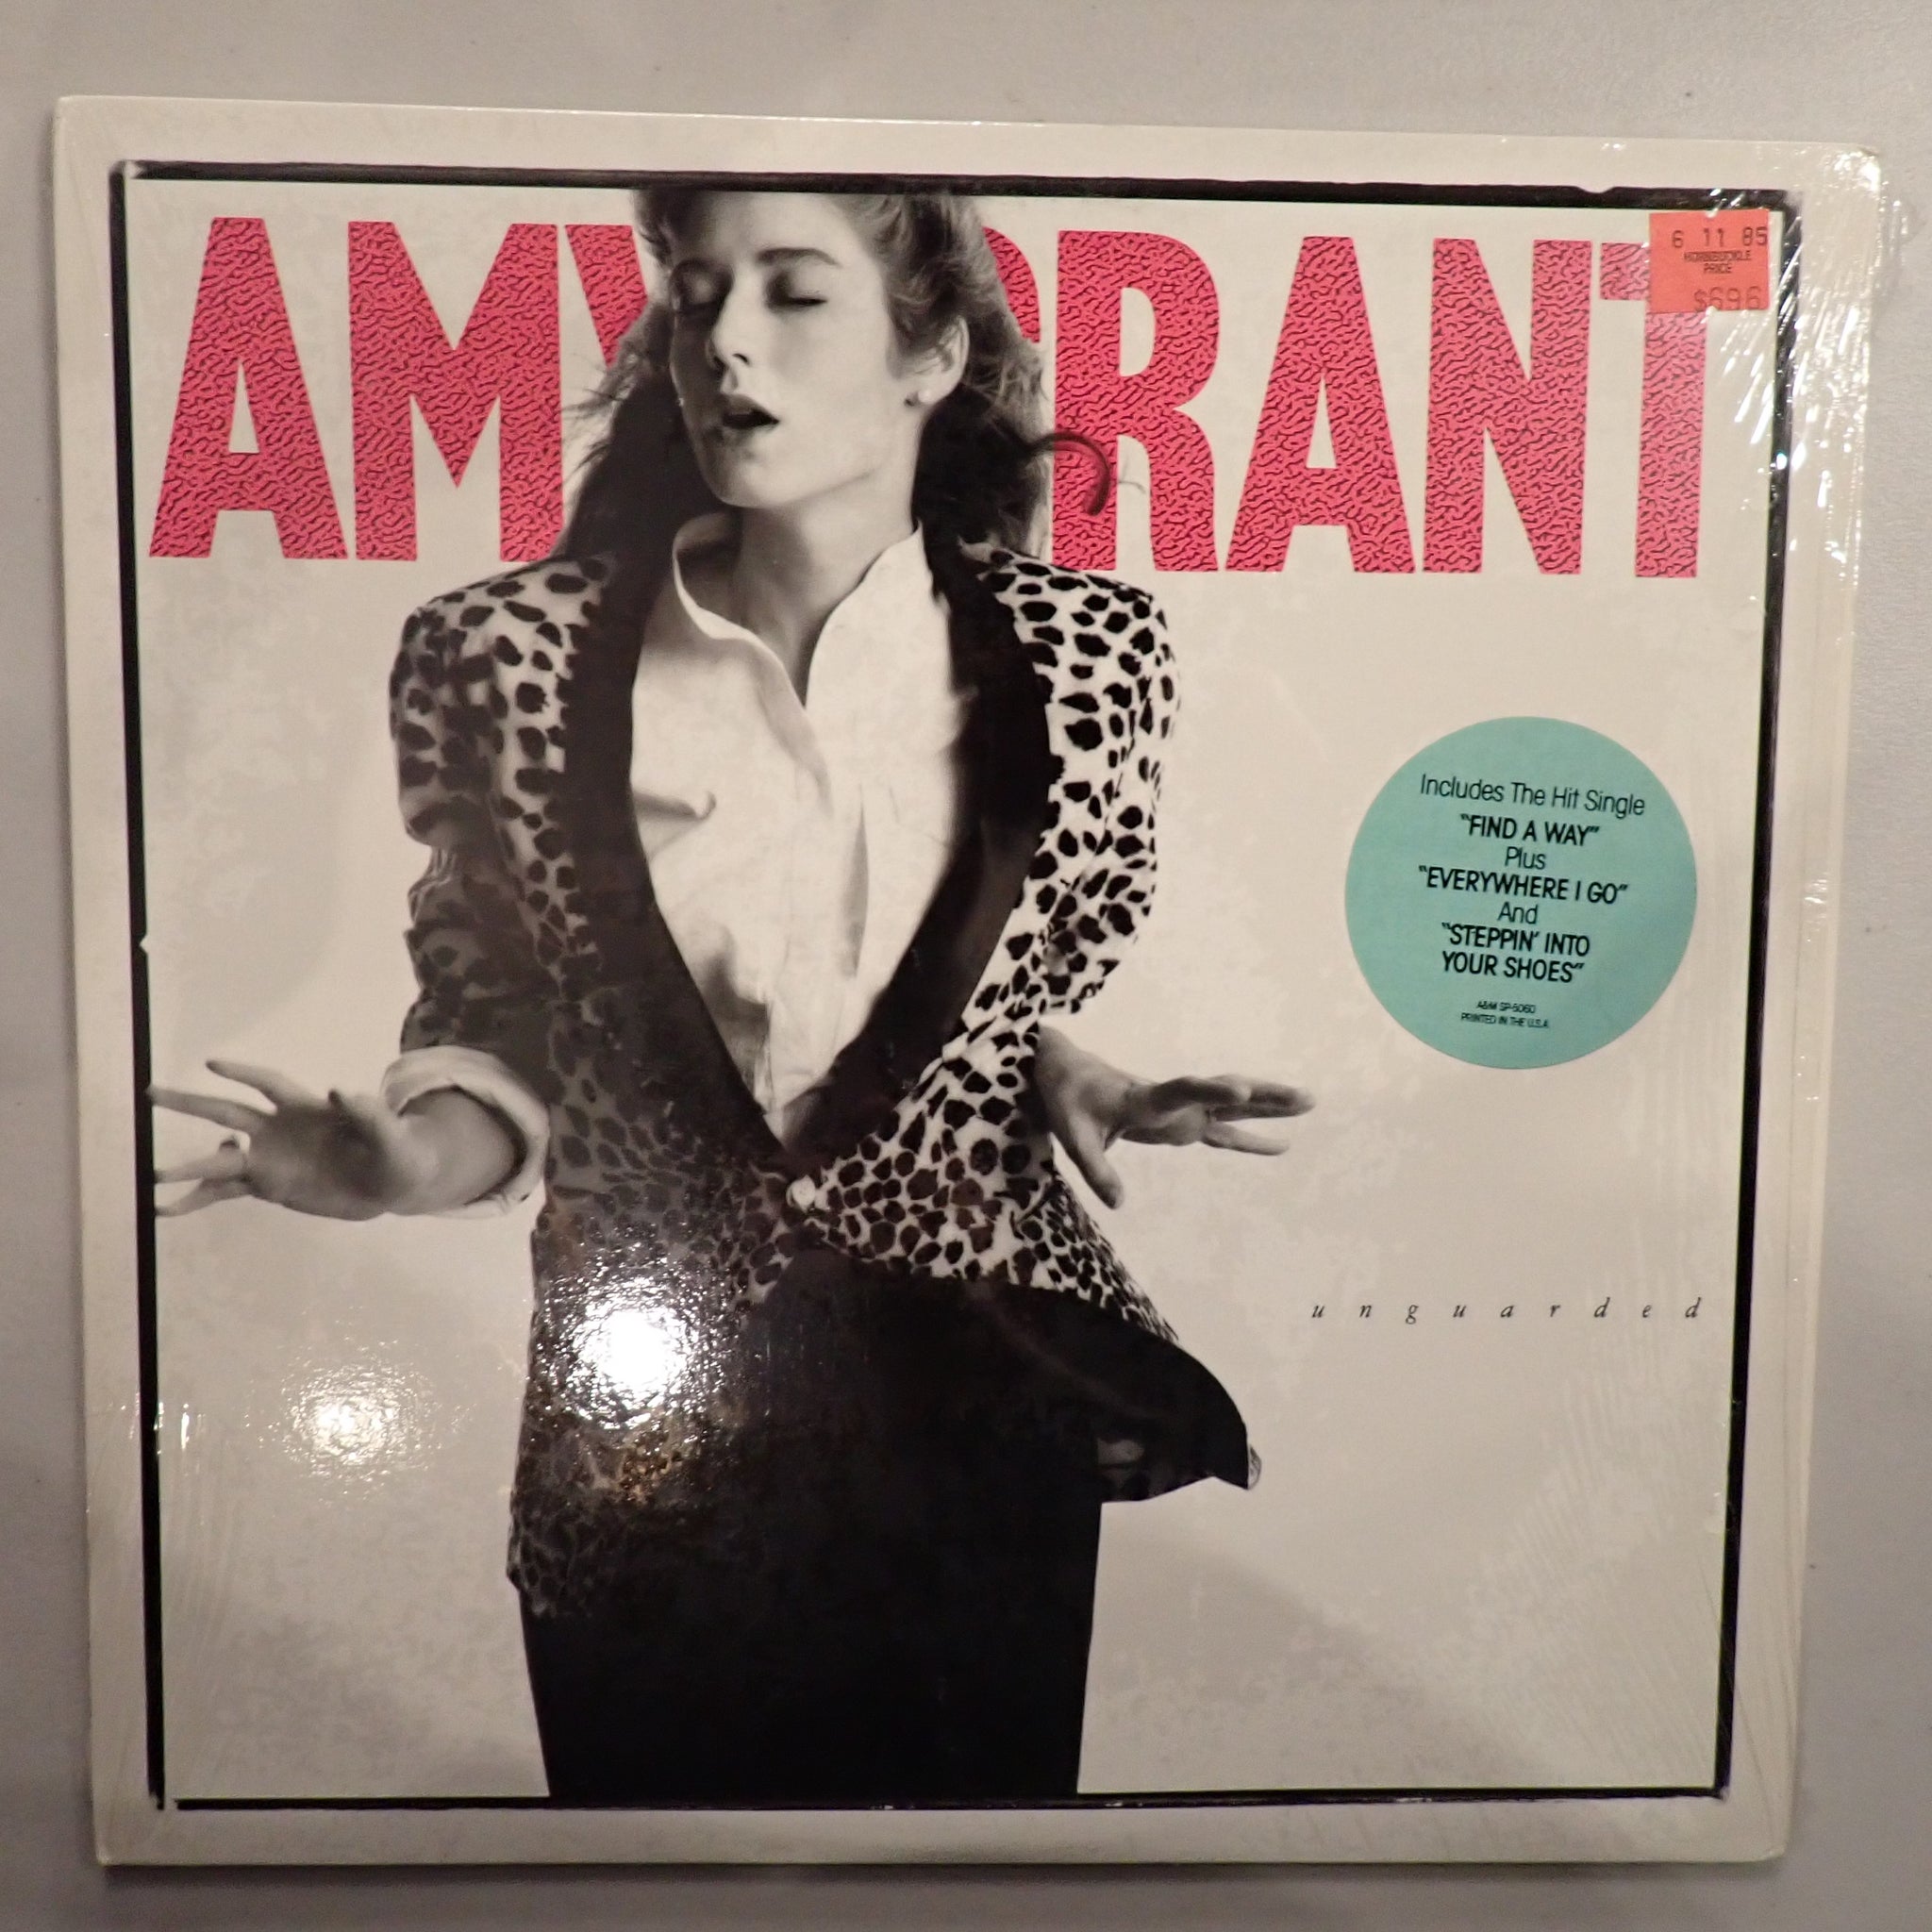 AMY GRANT
6 11 85
PRICE
$6.96
Includes The Hit Single
"FIND A WAY"
Plus
"EVERYWHERE I GO"
And
"STEPPIN' INTO
YOUR SHOES"
A&M SP-5060
PRINTED IN THE U.S.A.
unguarded